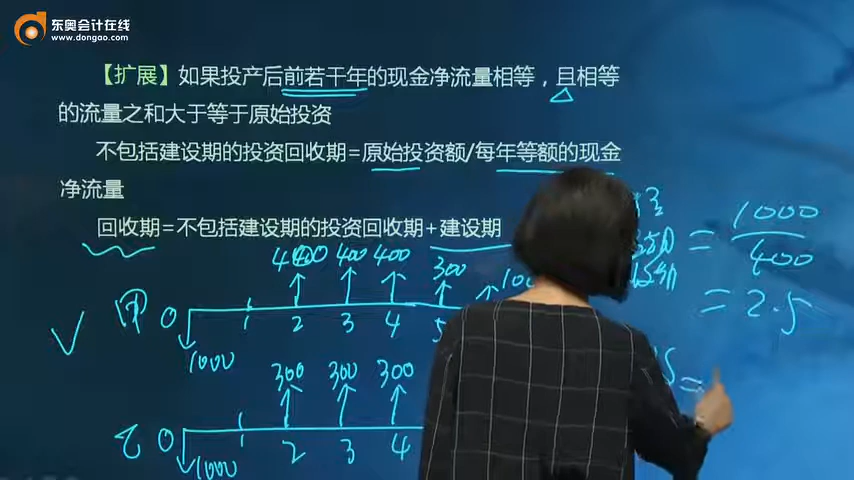 东奥会计在线
www.dongao.com
【扩展】如果投产后前若干年的现金净流量相等，且相等
的流量之和大于等于原始投资
不包括建设期的投资回收期=原始投资额/每年等额的现金
净流量
回收期=不包括建设期的投资回收期+建设期
= 1000/400
= 2.5
400 400 400 300
甲 0 1 2 3 4 5
1000
300 300 300
乙 0 1 2 3 4
1000